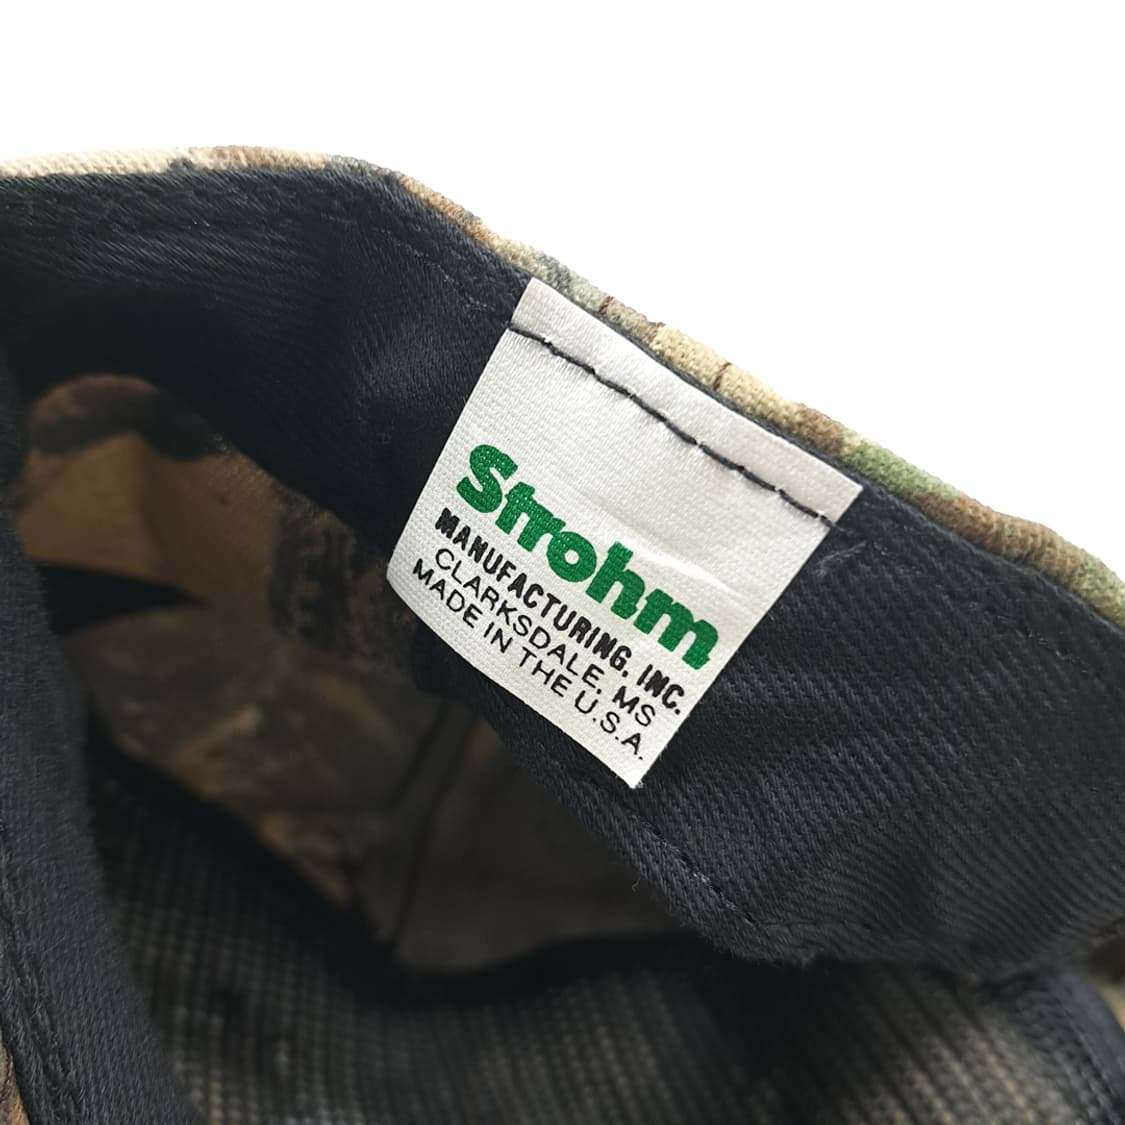 Strohm
MANUFACTURING, INC.
CLARKSDALE, MS
MADE IN THE U.S.A.